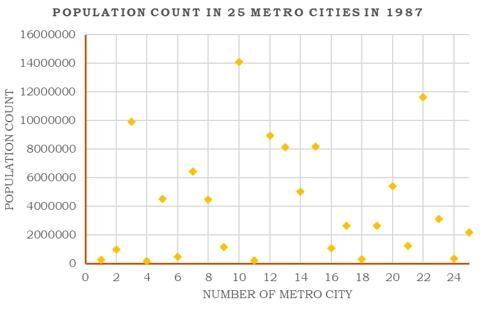 POPULATION COUNT IN 25 METRO CITIES IN 1987
16000000
14000000
12000000
10000000
8000000
6000000
4000000
2000000
0
POPULATION COUNT
0 2 4 6 8 10 12 14 16 18 20 22 24
NUMBER OF METRO CITY